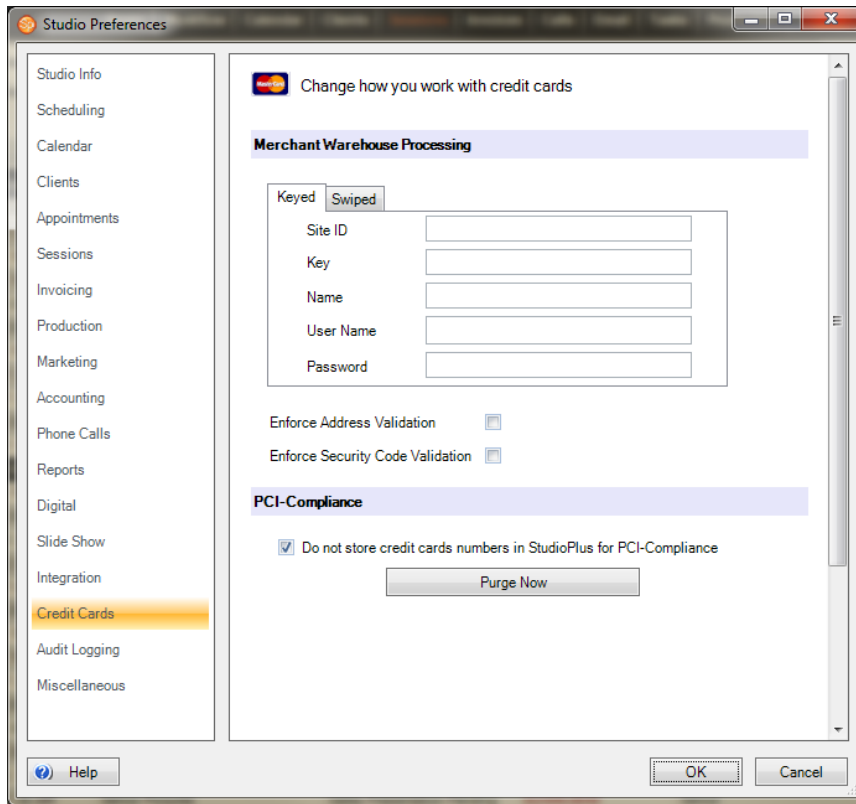 Studio Preferences
Studio Info
Scheduling
Calendar
Clients
Appointments
Sessions
Invoicing
Production
Marketing
Accounting
Phone Calls
Reports
Digital
Slide Show
Integration
Credit Cards
Audit Logging
Miscellaneous
MasterCard
Change how you work with credit cards
Merchant Warehouse Processing
Keyed
Swiped
Site ID
Key
Name
User Name
Password
Enforce Address Validation
Enforce Security Code Validation
PCI-Compliance
Do not store credit cards numbers in StudioPlus for PCI-Compliance
Purge Now
Help
OK
Cancel